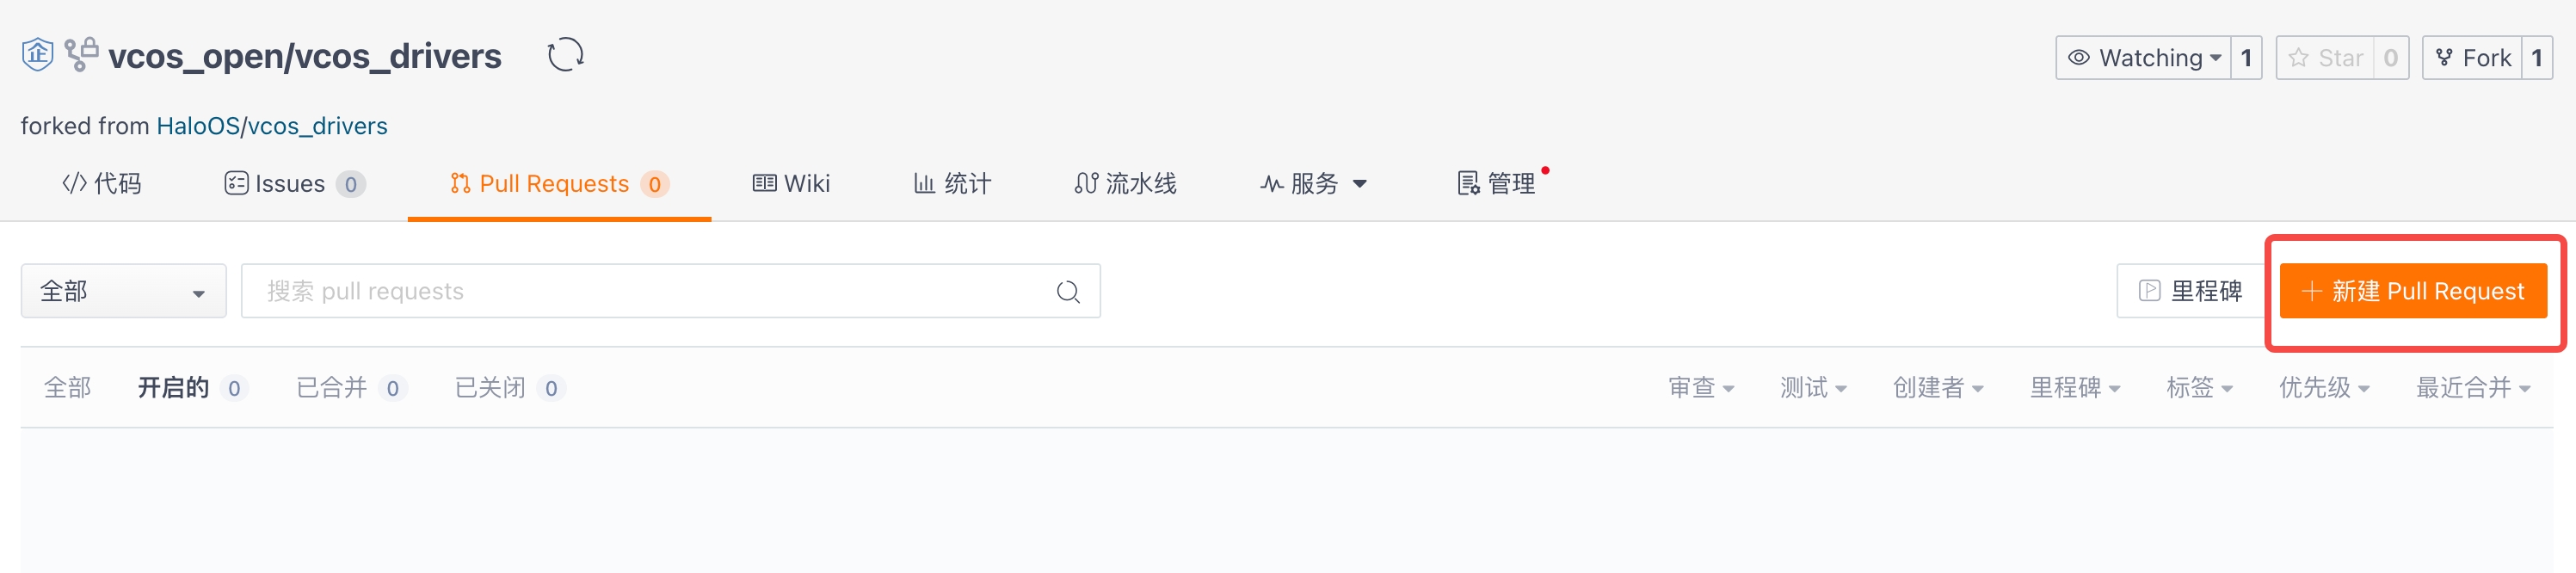 企 vcos_open/vcos_drivers Watching 1 Star 0 Fork 1
forked from HaloOS/vcos_drivers
代码 Issues 0 Pull Requests 0 Wiki 统计 流水线 服务 管理
全部 搜索 pull requests 里程碑 + 新建 Pull Request
全部 开启的 0 已合并 0 已关闭 0 审查 测试 创建者 里程碑 标签 优先级 最近合并